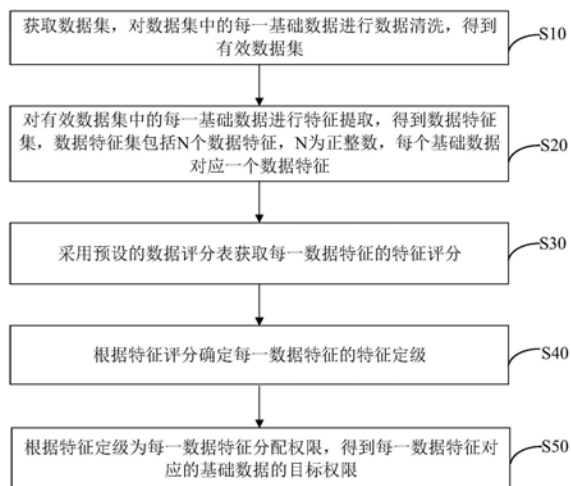 获取数据集，对数据集中的每一基础数据进行数据清洗，得到
有效数据集
S10
对有效数据集中的每一基础数据进行特征提取，得到数据特征
集，数据特征集包括N个数据特征，N为正整数，每个基础数据
对应一个数据特征
S20
采用预设的数据评分表获取每一数据特征的特征评分
S30
根据特征评分确定每一数据特征的特征定级
S40
根据特征定级为每一数据特征分配权限，得到每一数据特征对
应的基础数据的目标权限
S50